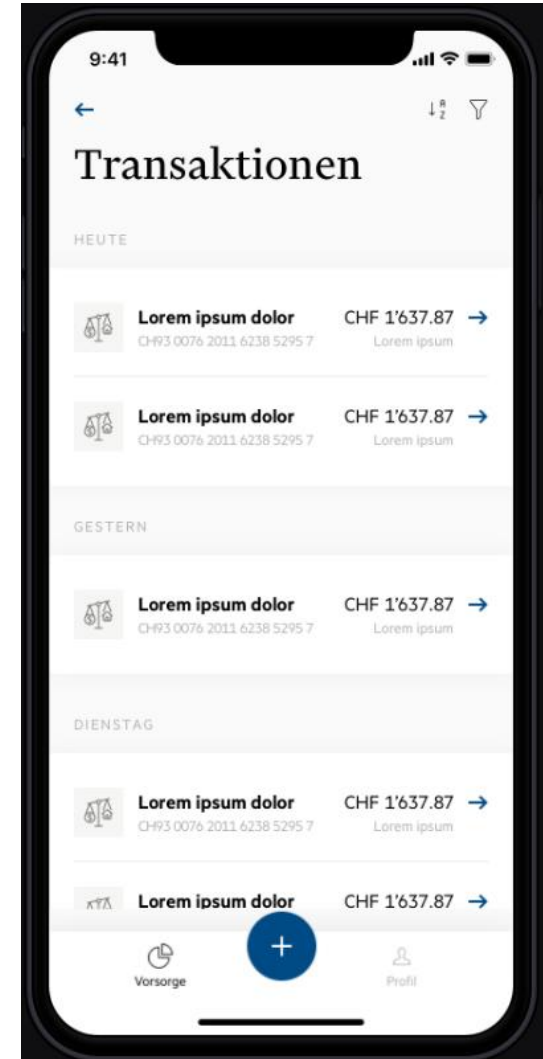 9:41
A
Z
Transaktionen
HEUTE
Lorem ipsum dolor CHF 1'637.87
CH93 0076 2011 6238 5295 7 Lorem ipsum
Lorem ipsum dolor CHF 1'637.87
CH93 0076 2011 6238 5295 7 Lorem ipsum
GESTERN
Lorem ipsum dolor CHF 1'637.87
CH93 0076 2011 6238 5295 7 Lorem ipsum
DIENSTAG
Lorem ipsum dolor CHF 1'637.87
CH93 0076 2011 6238 5295 7 Lorem ipsum
Lorem ipsum dolor CHF 1'637.87
+
Vorsorge Profil